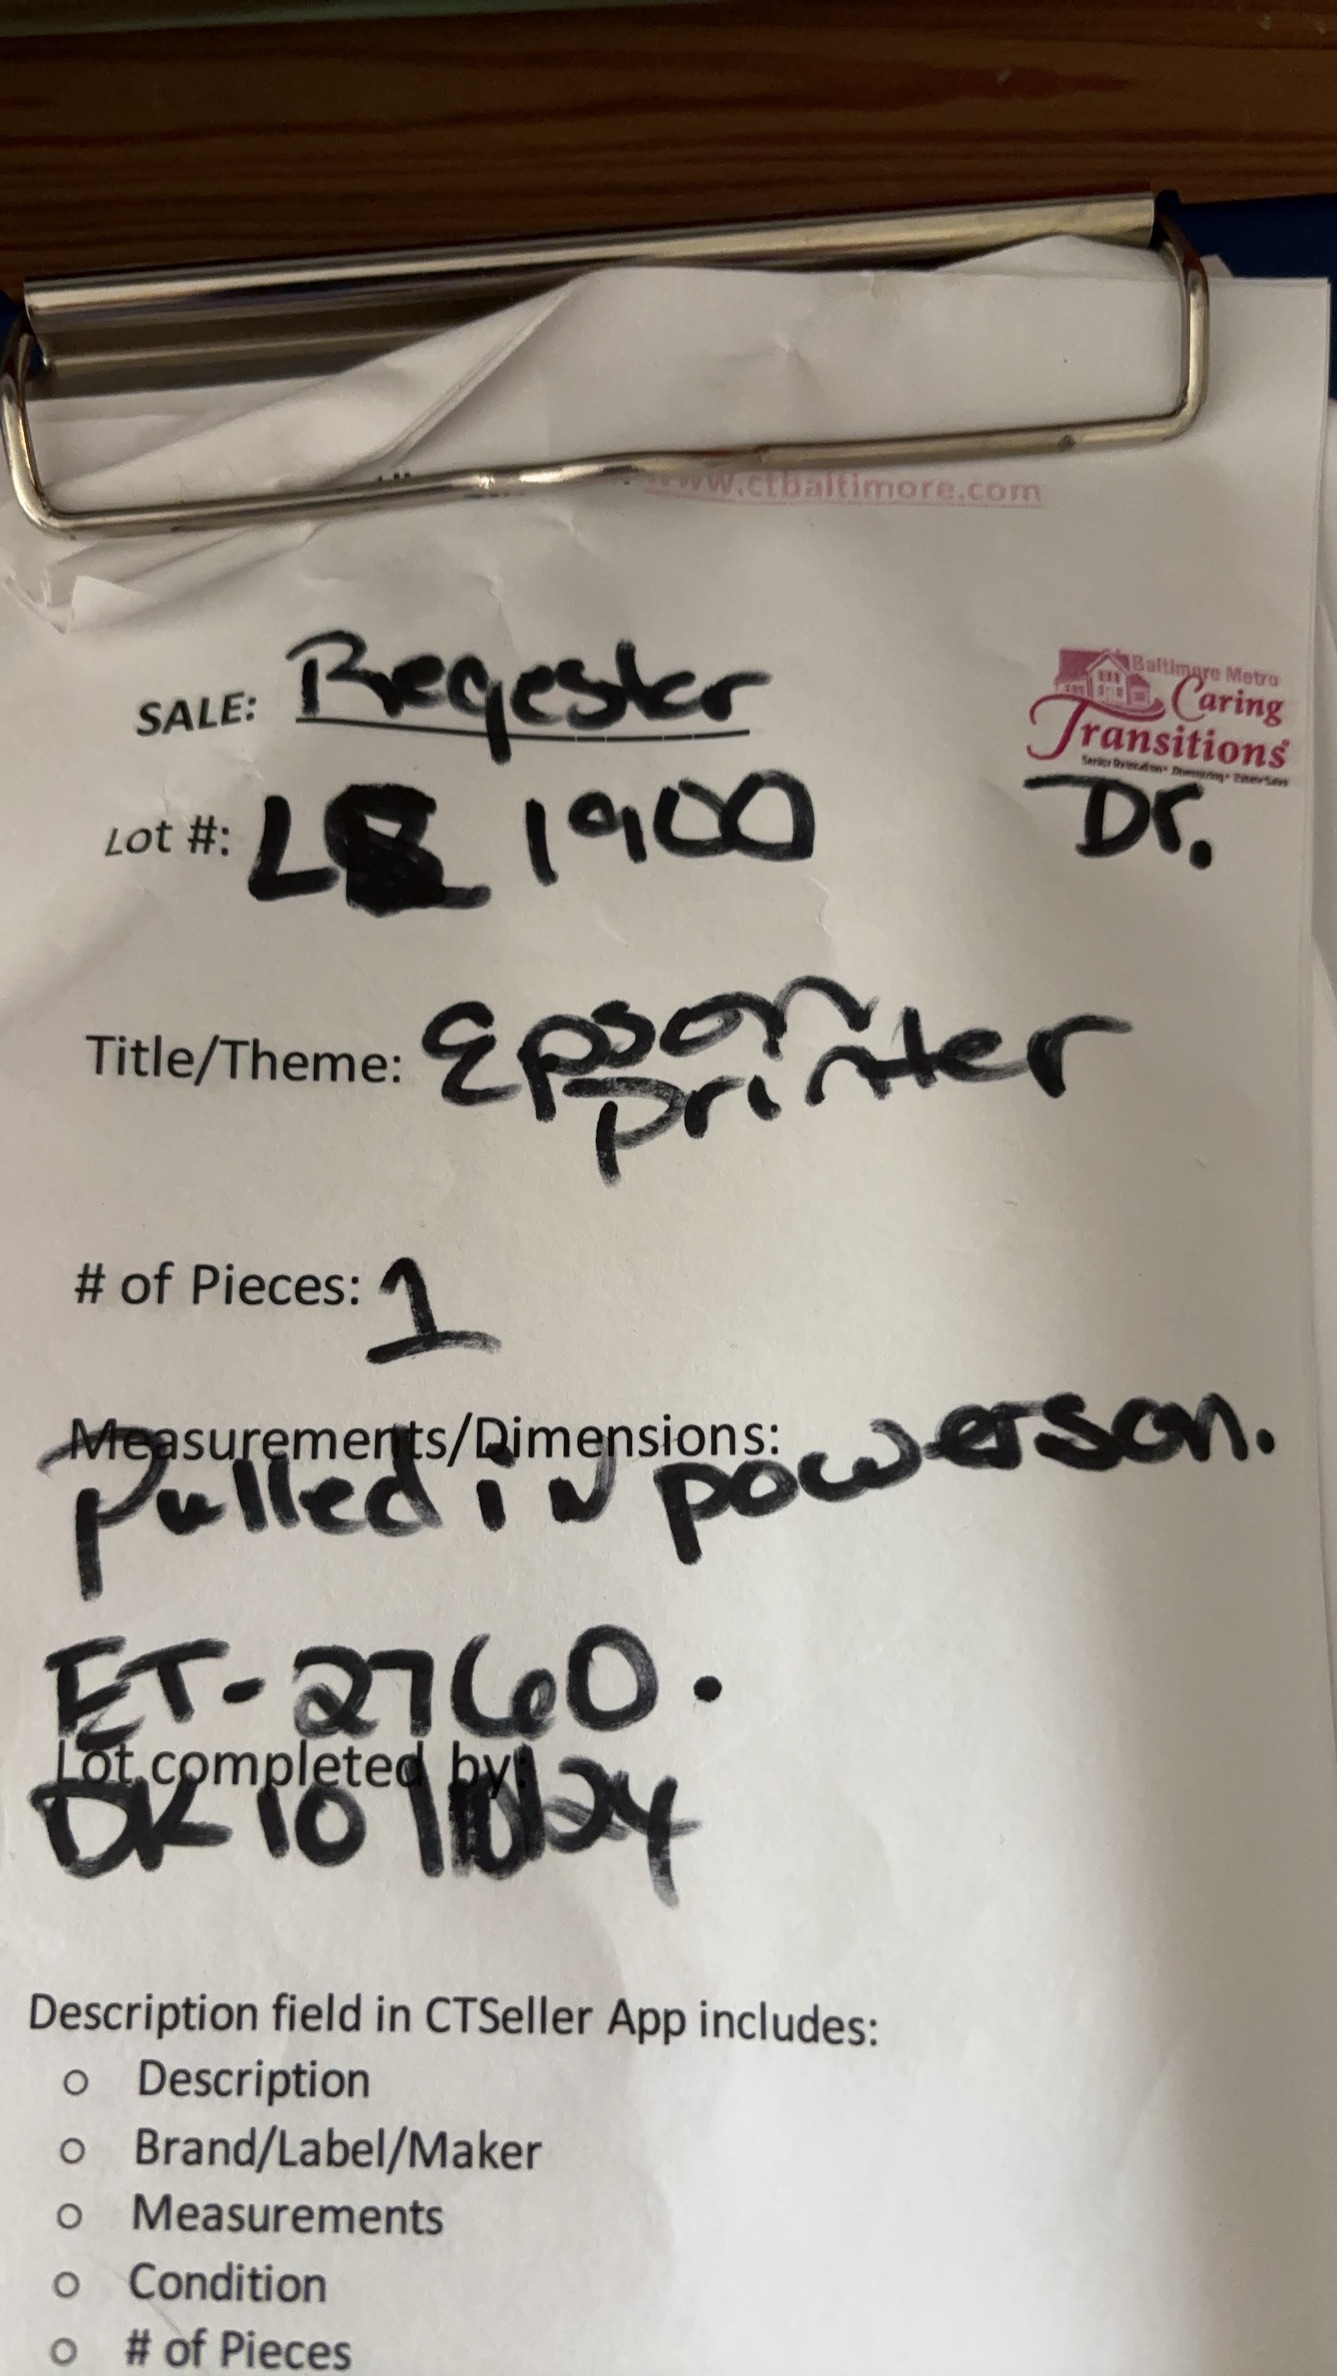 www.ctbaltimore.com
SALE: Regester
Baltimore Metro
Caring
Transitions
Lot #: L 1900
Dr.
Title/Theme: Epson
printer
# of Pieces: 1
Measurements/Dimensions:
Pulled in powerson.
ET-2760.
Lot completed by:
DK 10 24
Description field in CTSeller App includes:
○ Description
○ Brand/Label/Maker
○ Measurements
○ Condition
○ # of Pieces